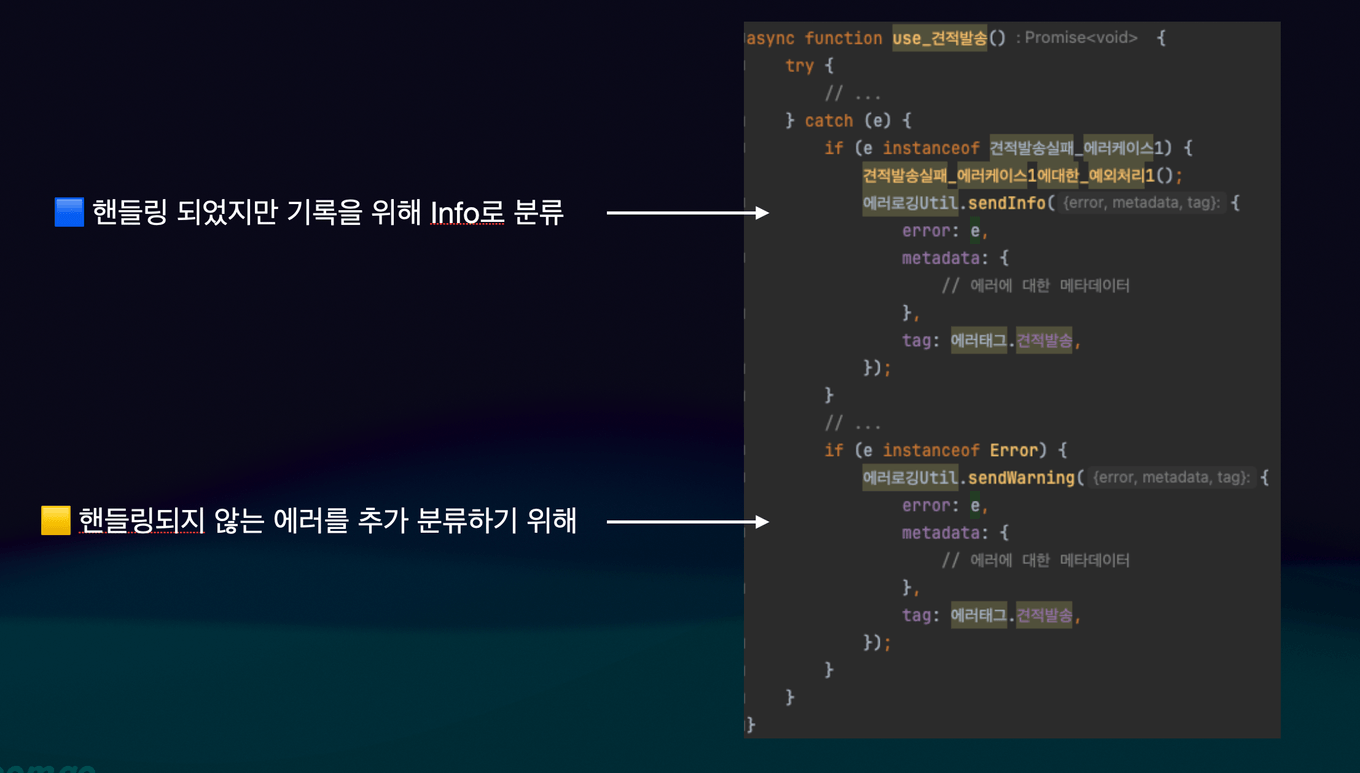 핸들링 되었지만 기록을 위해 Info로 분류
핸들링되지 않는 에러를 추가 분류하기 위해
async function use_견적발송() : Promise<void> {
try {
// ...
} catch (e) {
if (e instanceof 견적발송실패_에러케이스1) {
견적발송실패_에러케이스1에대한_예외처리1();
에러로깅Util.sendInfo( {error, metadata, tag}: {
error: e,
metadata: {
// 에러에 대한 메타데이터
},
tag: 에러태그.견적발송,
});
}
// ...
if (e instanceof Error) {
에러로깅Util.sendWarning( {error, metadata, tag}: {
error: e,
metadata: {
// 에러에 대한 메타데이터
},
tag: 에러태그.견적발송,
});
}
}
}